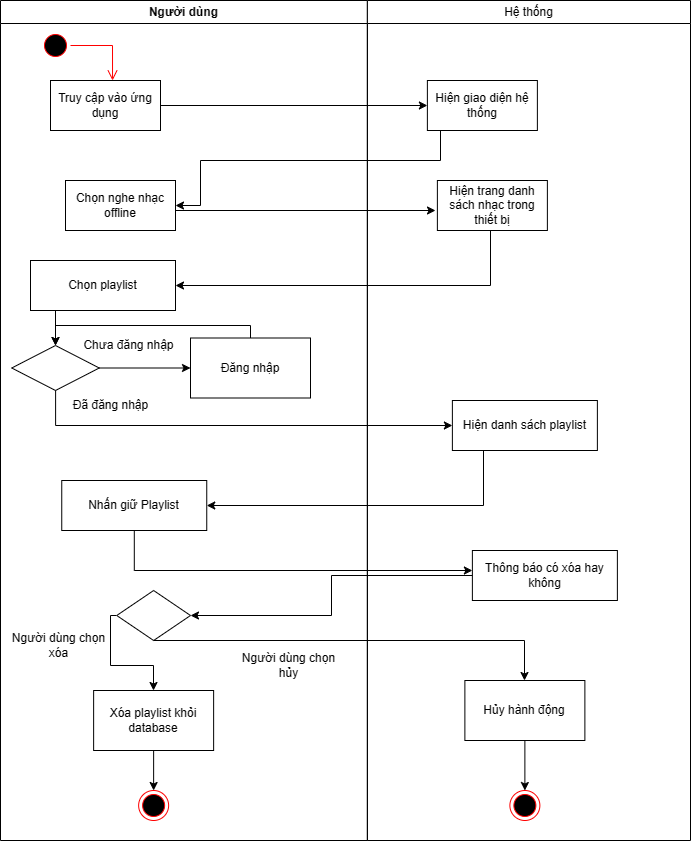 Người dùng
Hệ thống
Truy cập vào ứng
dụng
Hiện giao diện hệ
thống
Chọn nghe nhạc
offline
Hiện trang danh
sách nhạc trong
thiết bị
Chọn playlist
Chưa đăng nhập
Đăng nhập
Đã đăng nhập
Hiện danh sách playlist
Nhấn giữ Playlist
Thông báo có xóa hay
không
Người dùng chọn
xóa
Người dùng chọn
hủy
Xóa playlist khỏi
database
Hủy hành động